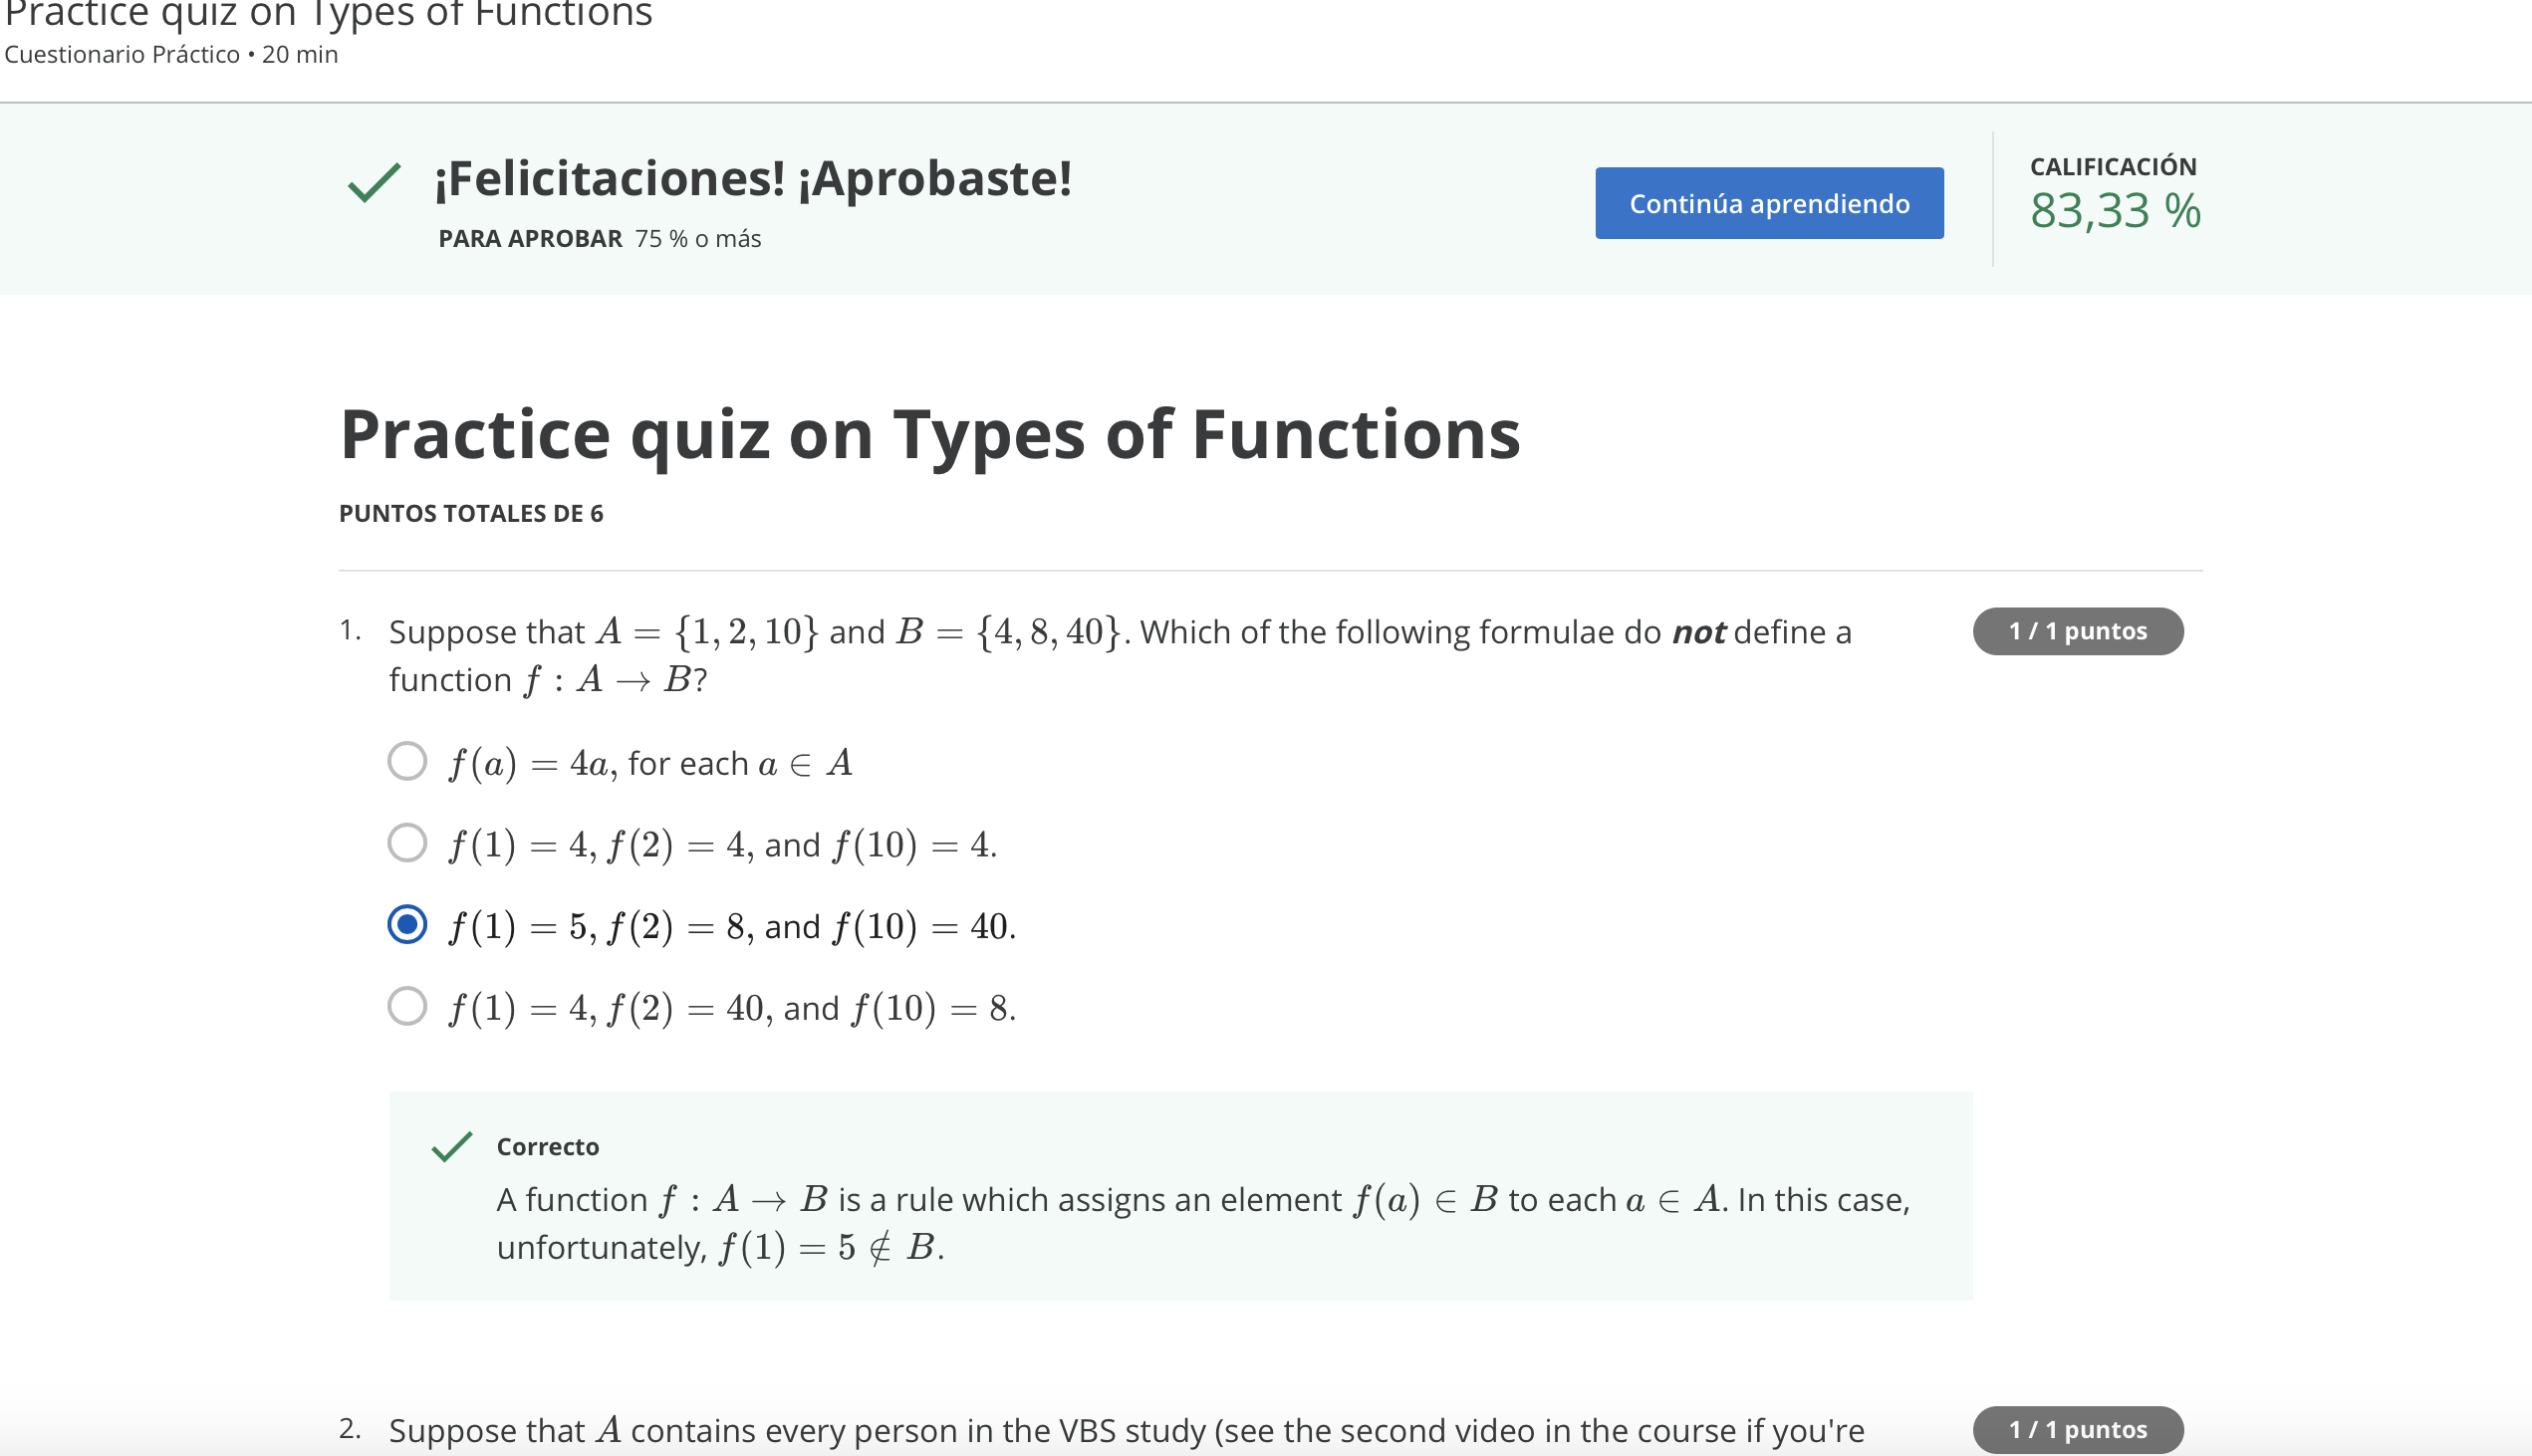 Practice quiz on Types of Functions
Cuestionario Práctico • 20 min
¡Felicitaciones! ¡Aprobaste!
PARA APROBAR 75 % o más
Continúa aprendiendo
CALIFICACIÓN
83,33 %
Practice quiz on Types of Functions
PUNTOS TOTALES DE 6
1. Suppose that A = {1, 2, 10} and B = {4, 8, 40}. Which of the following formulae do not define a
function f : A → B?
1 / 1 puntos
f(a) = 4a, for each a ∈ A
f(1) = 4, f(2) = 4, and f(10) = 4.
f(1) = 5, f(2) = 8, and f(10) = 40.
f(1) = 4, f(2) = 40, and f(10) = 8.
Correcto
A function f : A → B is a rule which assigns an element f(a) ∈ B to each a ∈ A. In this case,
unfortunately, f(1) = 5 ∉ B.
2. Suppose that A contains every person in the VBS study (see the second video in the course if you're
1 / 1 puntos